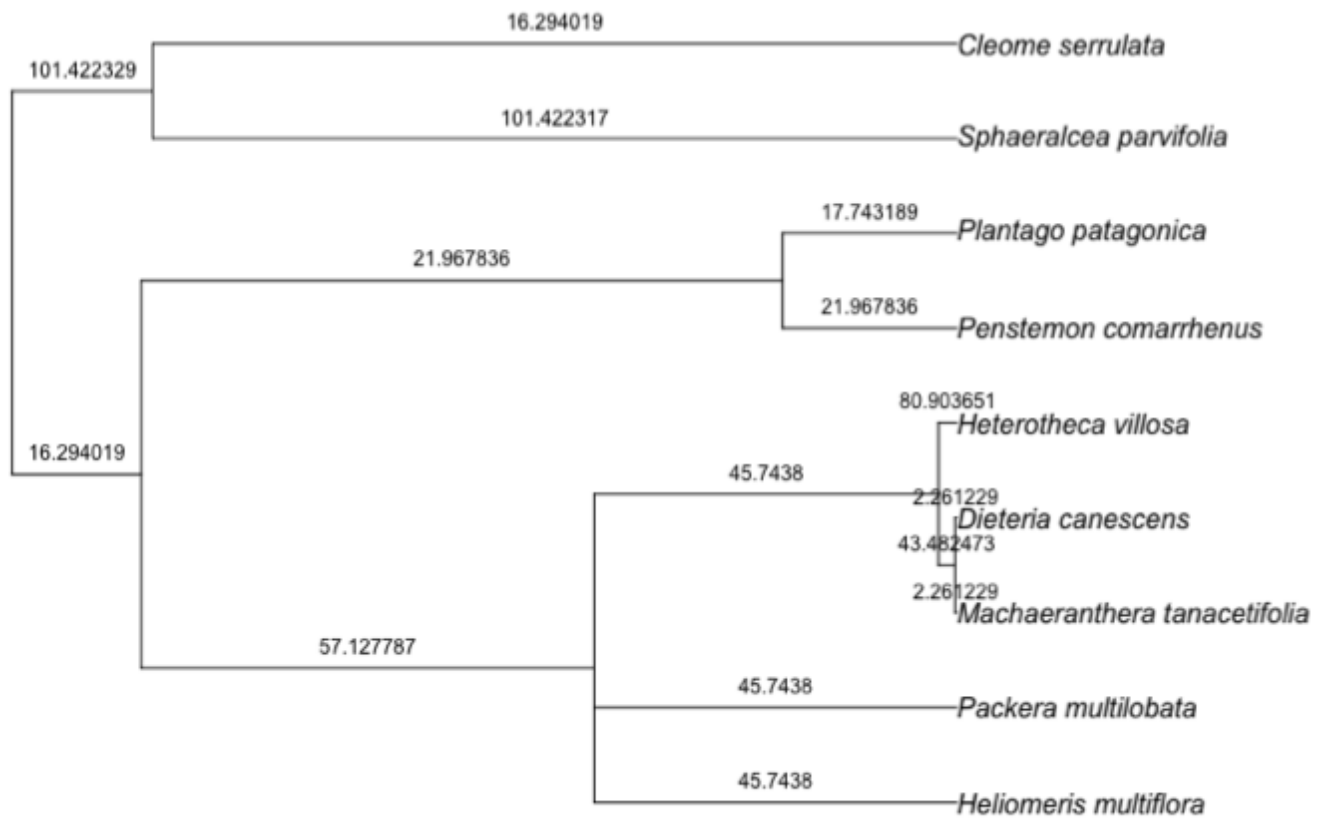 16.294019
Cleome serrulata
101.422329
101.422317
Sphaeralcea parvifolia
17.743189
Plantago patagonica
21.967836
21.967836
Penstemon comarrhenus
80.903651
Heterotheca villosa
16.294019
45.7438
2.261229
Dieteria canescens
43.482473
2.261229
Machaeranthera tanacetifolia
57.127787
45.7438
Packera multilobata
45.7438
Heliomeris multiflora